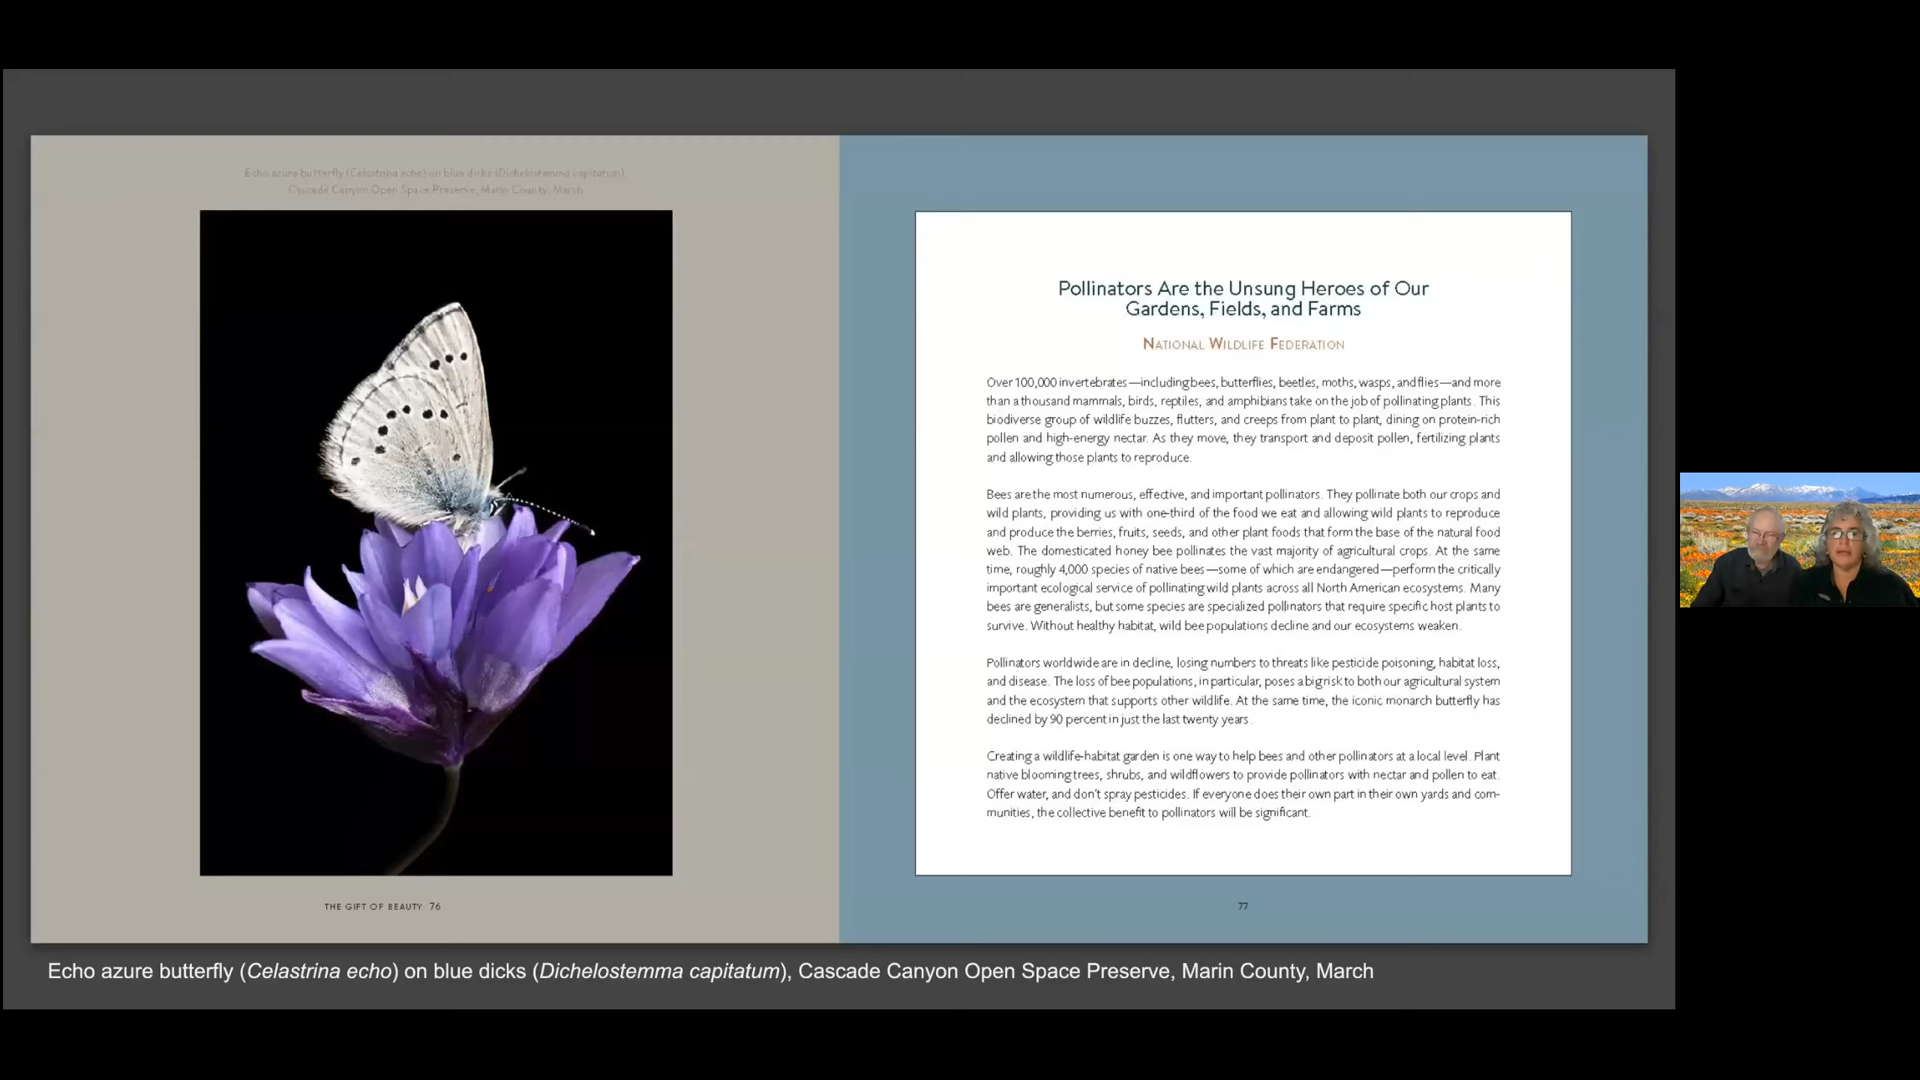 Echo azure butterfly (Celastrina echo) on blue dicks (Dichelostemma capitatum),
Cascade Canyon Open Space Preserve, Marin County, March
THE GIFT OF BEAUTY 76
Pollinators Are the Unsung Heroes of Our
Gardens, Fields, and Farms
National Wildlife Federation
Over 100,000 invertebrates—including bees, butterflies, beetles, moths, wasps, and flies—and more
than a thousand mammals, birds, reptiles, and amphibians take on the job of pollinating plants. This
biodiverse group of wildlife buzzes, flutters, and creeps from plant to plant, dining on protein-rich
pollen and high-energy nectar. As they move, they transport and deposit pollen, fertilizing plants
and allowing those plants to reproduce.
Bees are the most numerous, effective, and important pollinators. They pollinate both our crops and
wild plants, providing us with one-third of the food we eat and allowing wild plants to reproduce
and produce the berries, fruits, seeds, and other plant foods that form the base of the natural food
web. The domesticated honey bee pollinates the vast majority of agricultural crops. At the same
time, roughly 4,000 species of native bees—some of which are endangered—perform the critically
important ecological service of pollinating wild plants across all North American ecosystems. Many
bees are generalists, but some species are specialized pollinators that require specific host plants to
survive. Without healthy habitat, wild bee populations decline and our ecosystems weaken.
Pollinators worldwide are in decline, losing numbers to threats like pesticide poisoning, habitat loss,
and disease. The loss of bee populations, in particular, poses a big risk to both our agricultural system
and the ecosystem that supports other wildlife. At the same time, the iconic monarch butterfly has
declined by 90 percent in just the last twenty years.
Creating a wildlife-habitat garden is one way to help bees and other pollinators at a local level. Plant
native blooming trees, shrubs, and wildflowers to provide pollinators with nectar and pollen to eat.
Offer water, and don't spray pesticides. If everyone does their own part in their own yards and com-
munities, the collective benefit to pollinators will be significant.
77
Echo azure butterfly (Celastrina echo) on blue dicks (Dichelostemma capitatum), Cascade Canyon Open Space Preserve, Marin County, March